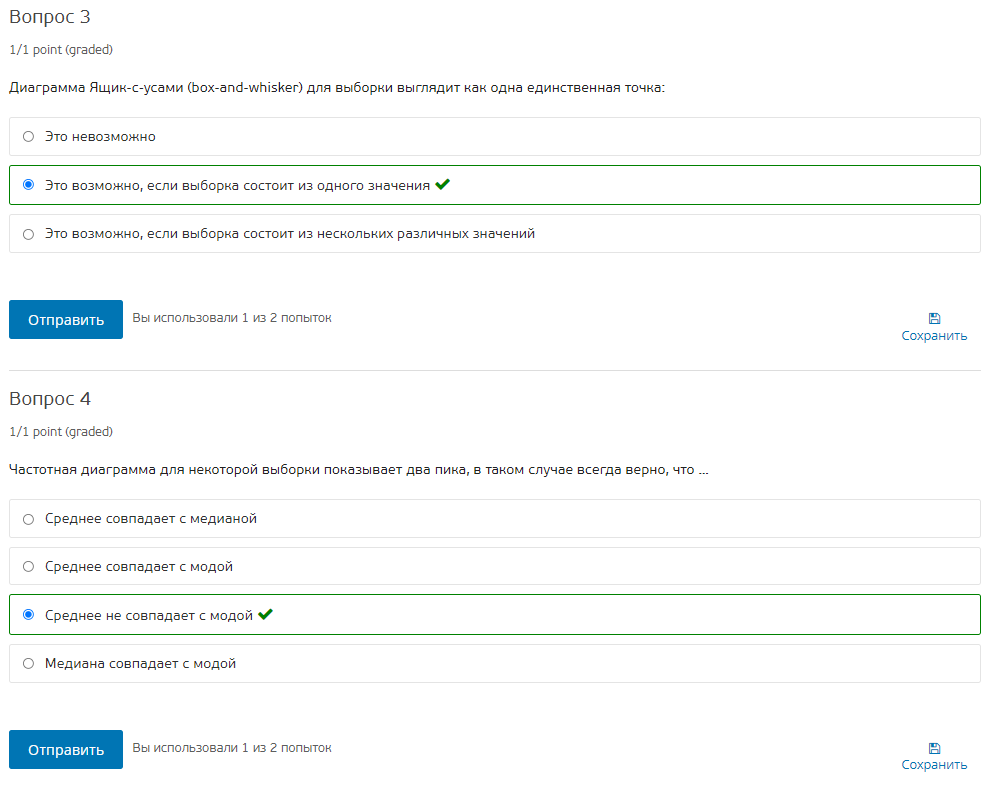 Вопрос 3
1/1 point (graded)
Диаграмма Ящик-с-усами (box-and-whisker) для выборки выглядит как одна единственная точка:
Это невозможно
Это возможно, если выборка состоит из одного значения
Это возможно, если выборка состоит из нескольких различных значений
Отправить
Вы использовали 1 из 2 попыток
Сохранить
Вопрос 4
1/1 point (graded)
Частотная диаграмма для некоторой выборки показывает два пика, в таком случае всегда верно, что ...
Среднее совпадает с медианой
Среднее совпадает с модой
Среднее не совпадает с модой
Медиана совпадает с модой
Отправить
Вы использовали 1 из 2 попыток
Сохранить